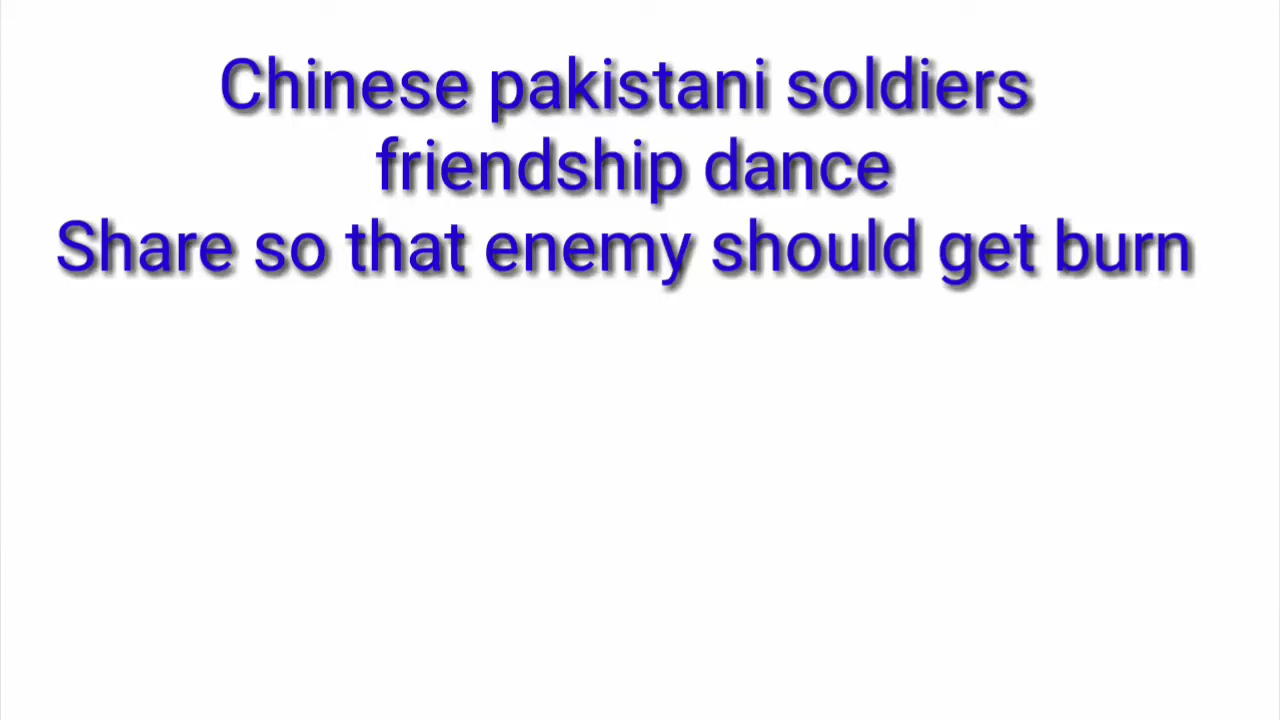 Chinese pakistani soldiers
friendship dance
Share so that enemy should get burn